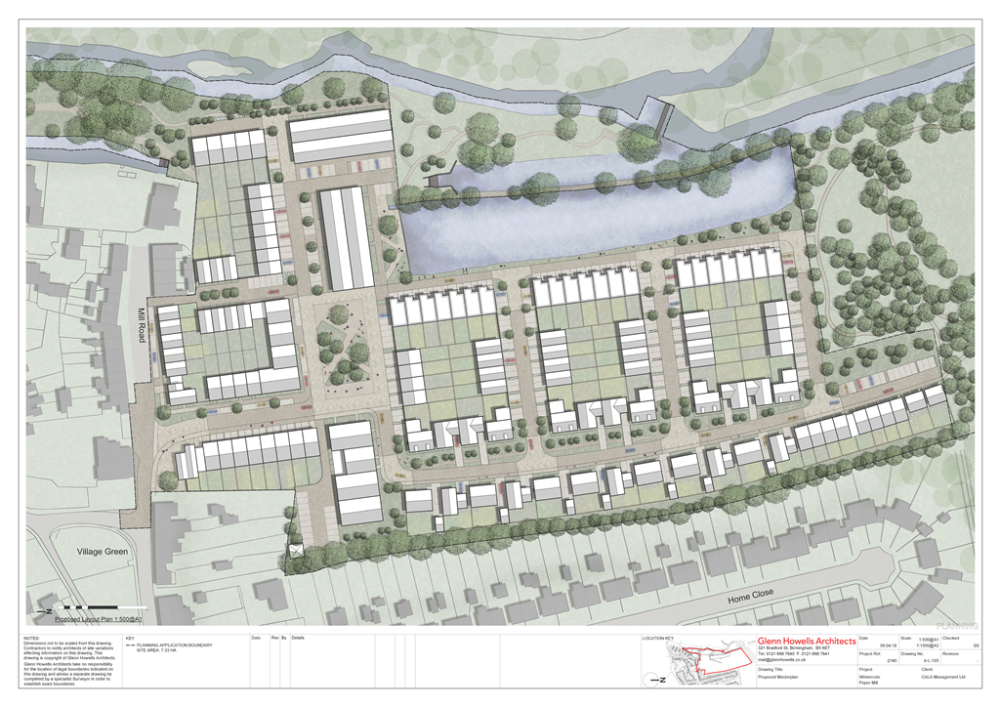 Mill Road
Village Green
Home Close
N
Proposed Layout Plan 1:500@A1
PLANNING
NOTES:
Dimensions not to be scaled from this drawing.
Contractors to notify architects of site variations
affecting information on this drawing. This
drawing is copyright of Glenn Howells Architects.
Glenn Howells Architects take no responsibility
for the location of legal boundaries indicated on
this drawing and advise a separate drawing be
completed by a specialist Surveyor in order to
establish exact boundaries.
KEY
PLANNING APPLICATION BOUNDARY
SITE AREA: 7.33 HA
Date Rev By Details
LOCATION KEY
N
Glenn Howells Architects
321 Bradford St, Birmingham, B5 6ET
Tel: 0121 666 7640 F. 0121 666 7641
mail@glennhowells.co.uk
Drawing Title
Proposed Masterplan
Date Scale Checked
09.04.18 1:500@A1
1:1000@A3
Project Ref. Drawing No. Revision
2140 A-L-105 -
Project Client
Wolvercote CALA Management Ltd
Paper Mill